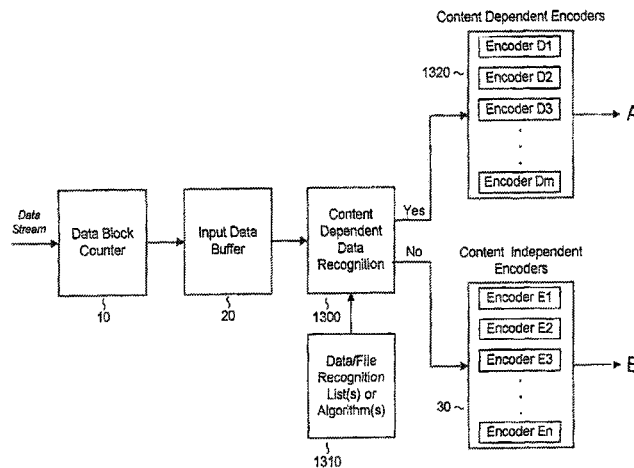 Content Dependent Encoders
Encoder D1
1320
Encoder D2
Encoder D3
A
Encoder Dm
Data
Stream
Data Block
Counter
10
Input Data
Buffer
20
Content
Dependent
Data
Recognition
1300
Yes
No
Data/File
Recognition
List(s) or
Algorithm(s)
1310
Content Independent
Encoders
Encoder E1
Encoder E2
Encoder E3
30
Encoder En